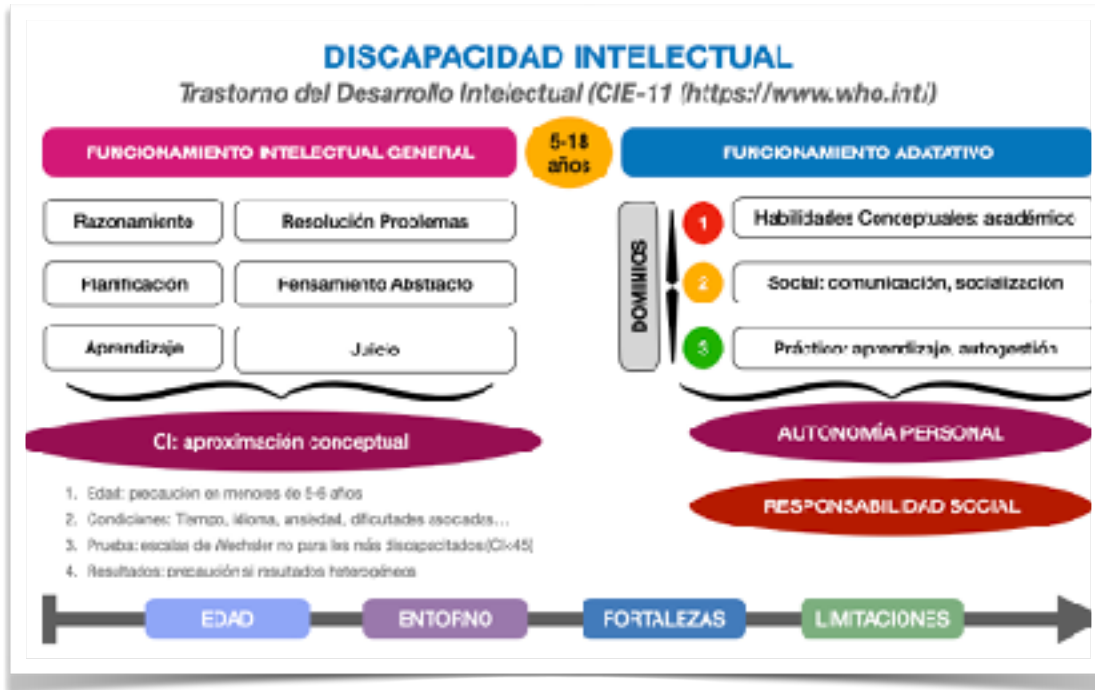 DISCAPACIDAD INTELECTUAL
Trastorno del Desarrollo Intelectual (CIE-11 (https://www.who.int/)
FUNCIONAMIENTO INTELECTUAL GENERAL
5-18
años
FUNCIONAMIENTO ADATATIVO
Razonamiento
Resolución Problemas
Planificación
Pensamiento Abstracto
Aprendizaje
Juicio
DOMINIOS
1
Habilidades Conceptuales: académico
2
Social: comunicación, socialización
3
Práctico: aprendizaje, autogestión
CI: aproximación conceptual
AUTONOMÍA PERSONAL
RESPONSABILIDAD SOCIAL
1. Edad: precaucion en menores de 5-6 años
2. Condiciones: Tiempo, idioma, ansiedad, dificultades asociadas...
3. Prueba: escalas de Wechsler no para les más discapacitados(CI<45)
4. Resultados: precaución si resultados heterogéneos
EDAD
ENTORNO
FORTALEZAS
LIMITACIONES